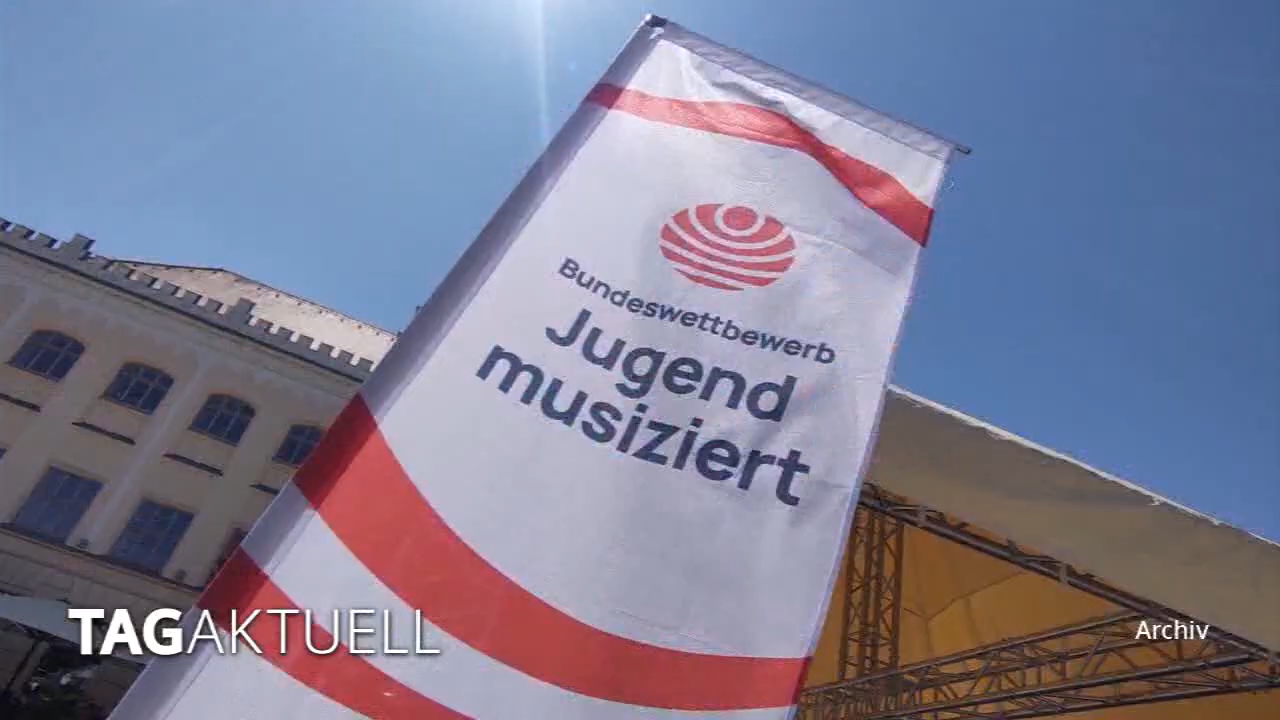 Bundeswettbewerb
Jugend
musiziert
TAGAKTUELL
Archiv